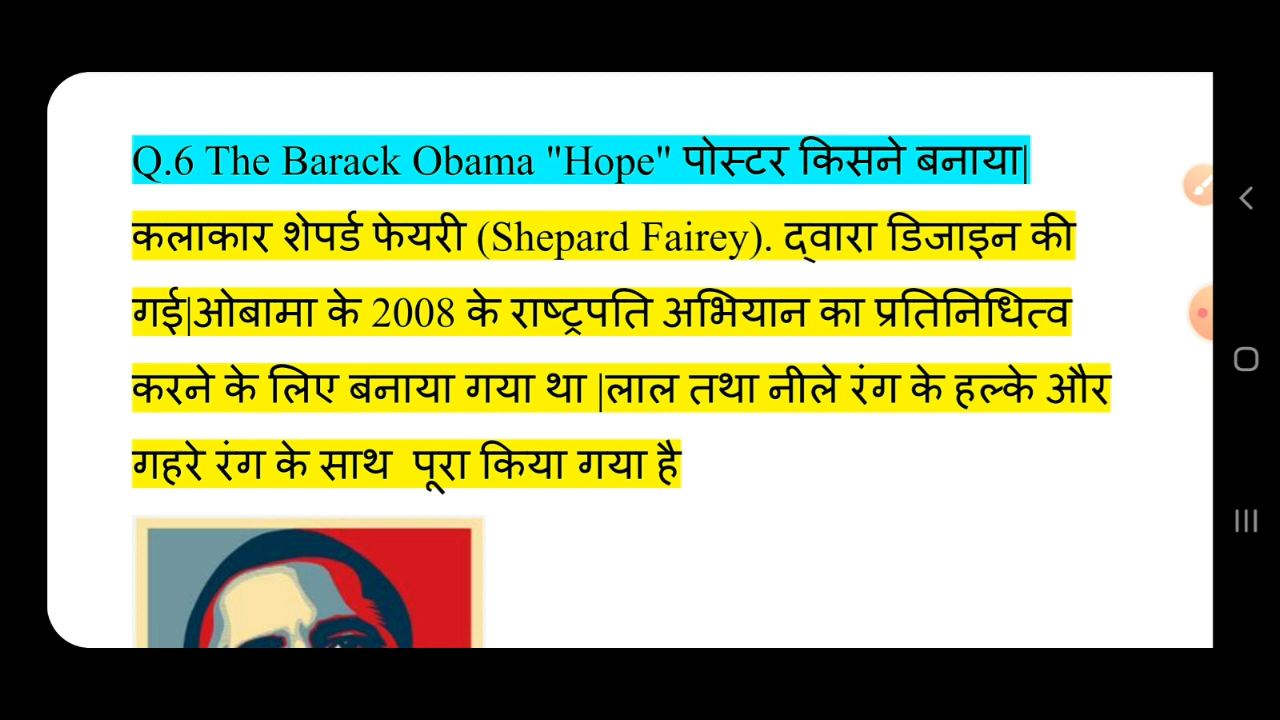 Q.6 The Barack Obama "Hope" पोस्टर किसने बनाया|
कलाकार शेपर्ड फेयरी (Shepard Fairey). द्वारा डिजाइन की
गई|ओबामा के 2008 के राष्ट्रपति अभियान का प्रतिनिधित्व
करने के लिए बनाया गया था |लाल तथा नीले रंग के हल्के और
गहरे रंग के साथ  पूरा किया गया है